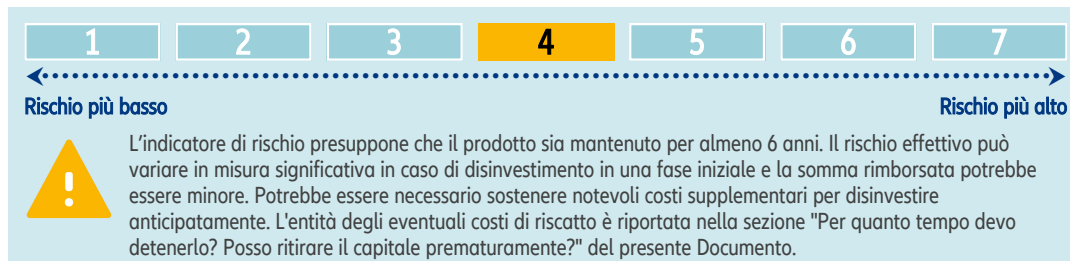 1 2 3 4 5 6 7
Rischio più basso Rischio più alto
L'indicatore di rischio presuppone che il prodotto sia mantenuto per almeno 6 anni. Il rischio effettivo può
variare in misura significativa in caso di disinvestimento in una fase iniziale e la somma rimborsata potrebbe
essere minore. Potrebbe essere necessario sostenere notevoli costi supplementari per disinvestire
anticipatamente. L'entità degli eventuali costi di riscatto è riportata nella sezione "Per quanto tempo devo
detenerlo? Posso ritirare il capitale prematuramente?" del presente Documento.